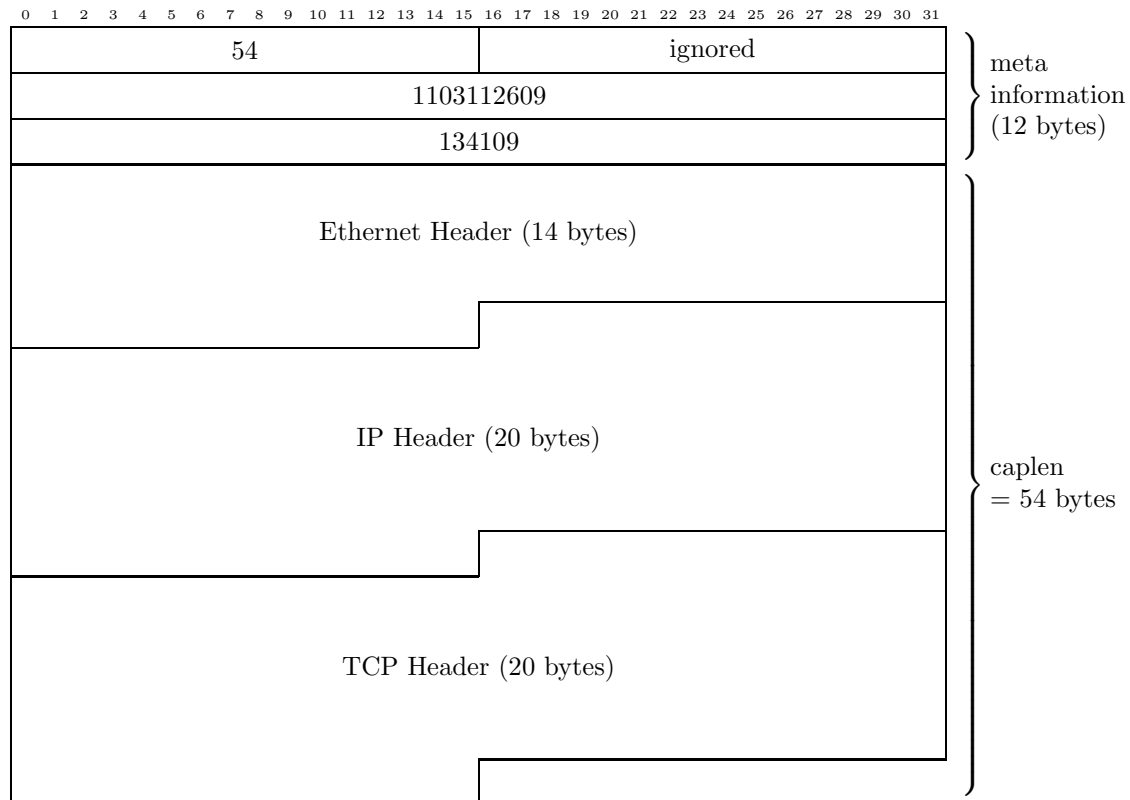 0 1 2 3 4 5 6 7 8 9 10 11 12 13 14 15 16 17 18 19 20 21 22 23 24 25 26 27 28 29 30 31
54 ignored
1103112609
134109
meta
information
(12 bytes)
Ethernet Header (14 bytes)
IP Header (20 bytes)
TCP Header (20 bytes)
caplen
= 54 bytes